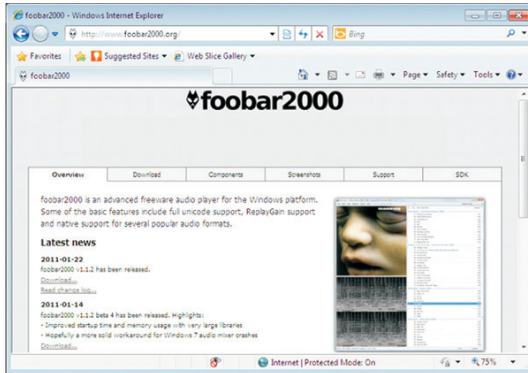 foobar2000 - Windows Internet Explorer
http://www.foobar2000.org/
Bing
Favorites
Suggested Sites
Web Slice Gallery
foobar2000
Page
Safety
Tools
foobar2000
Overview
Download
Components
Screenshots
Support
SDK
foobar2000 is an advanced freeware audio player for the Windows platform.
Some of the basic features include full unicode support, ReplayGain support
and native support for several popular audio formats.
Latest news
2011-01-22
foobar2000 v1.1.2 has been released.
Download...
Read change log...
2011-01-14
foobar2000 v1.1.2 beta 4 has been released. Highlights:
- Improved startup time and memory usage with very large libraries
- Hopefully a more solid workaround for Windows 7 audio mixer crashes
Download...
Internet | Protected Mode: On
75%